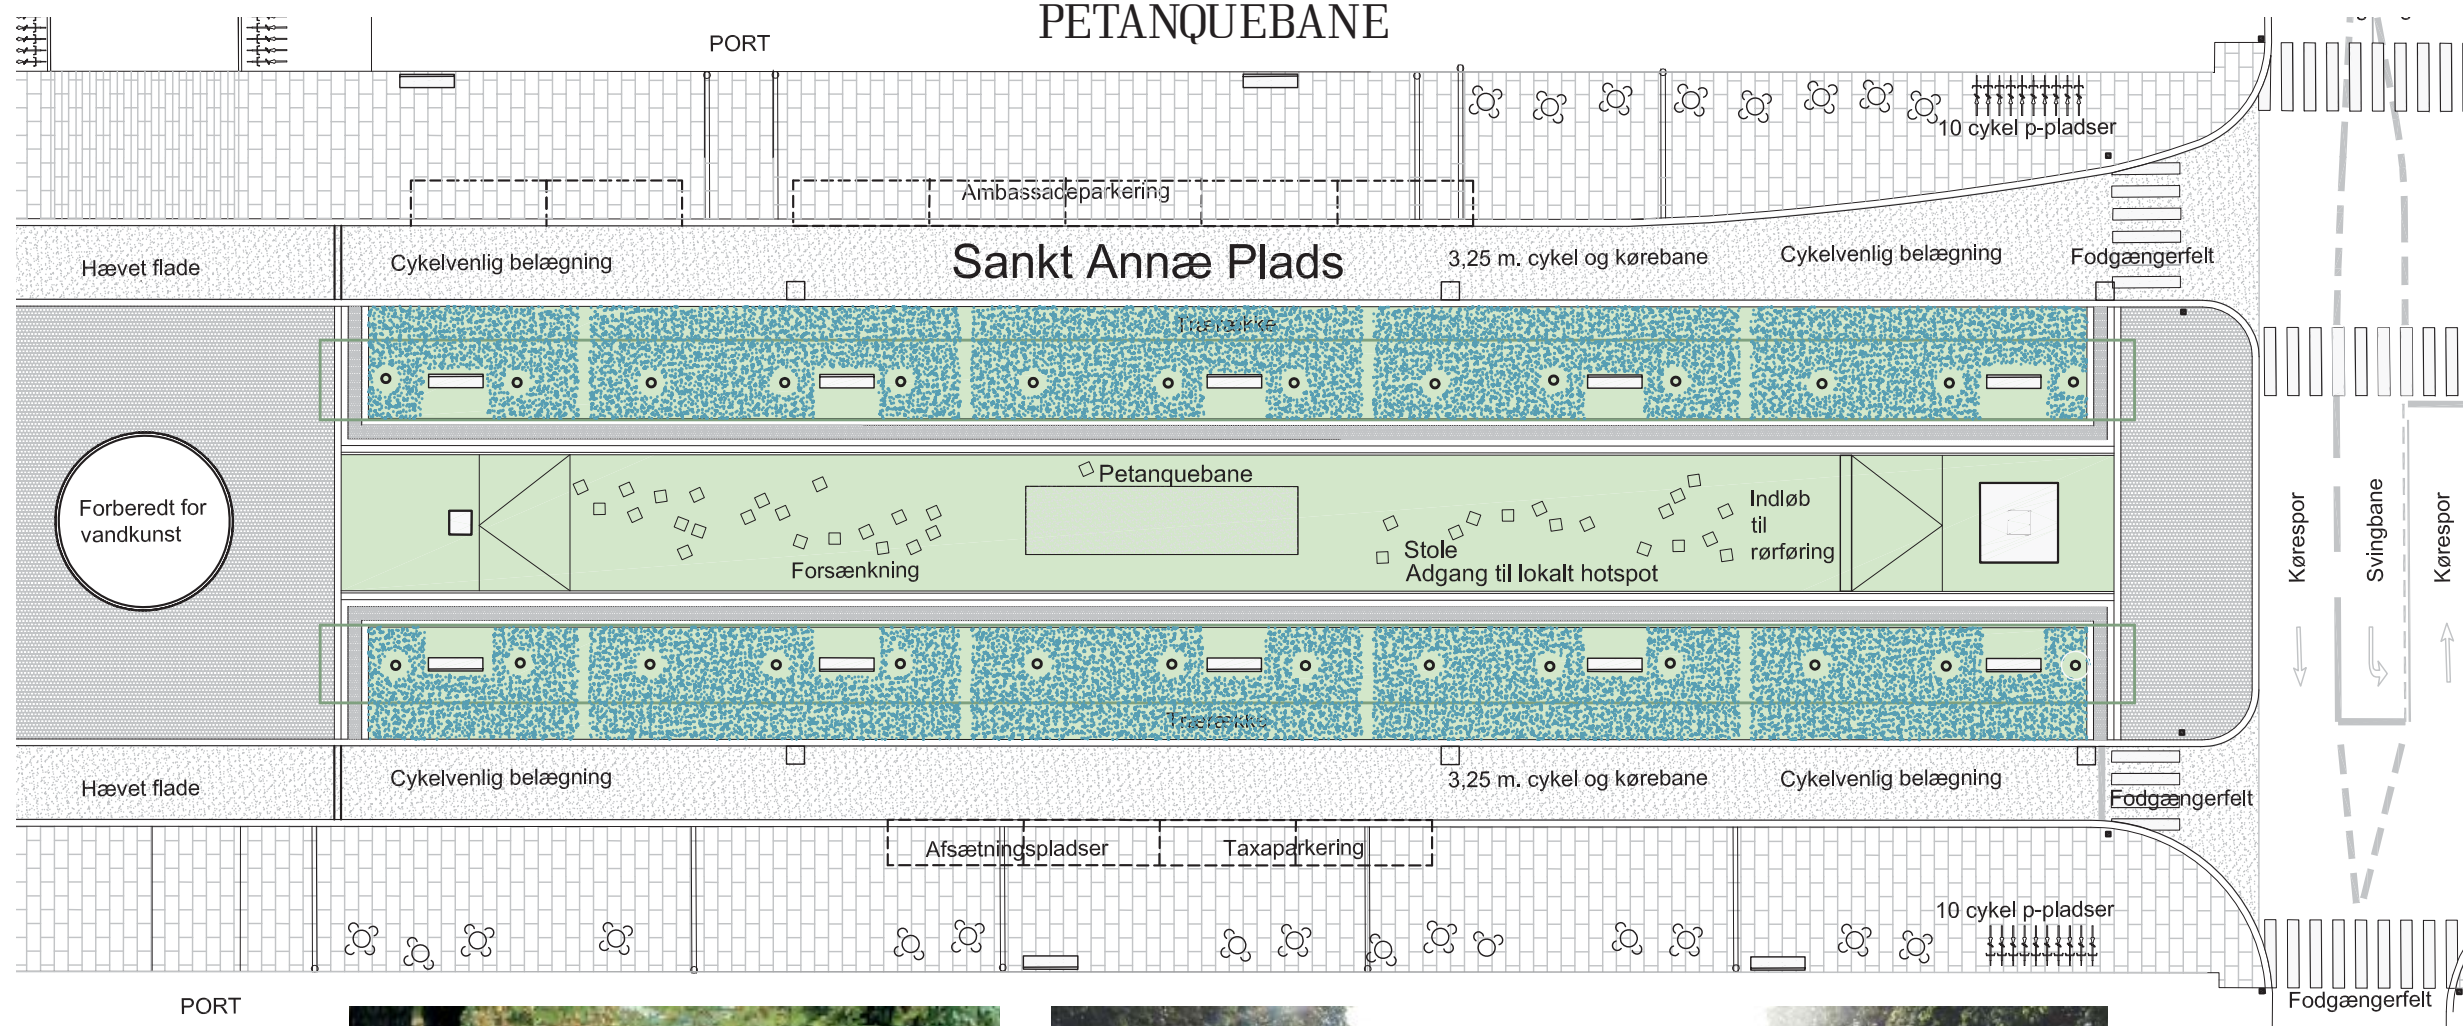 PETANQUEBANE
PORT
10 cykel p-pladser
Ambassadeparkering
Hævet flade
Cykelvenlig belægning
Sankt Annæ Plads
3,25 m. cykel og kørebane
Cykelvenlig belægning
Fodgængerfelt
Trærække
Petanquebane
Forberedt for
vandkunst
Forsænkning
Stole
Adgang til lokalt hotspot
Indløb
til
rørføring
Kørespor
Svingbane
Kørespor
Trærække
Hævet flade
Cykelvenlig belægning
3,25 m. cykel og kørebane
Cykelvenlig belægning
Fodgængerfelt
Afsætningspladser
Taxaparkering
10 cykel p-pladser
PORT
Fodgængerfelt